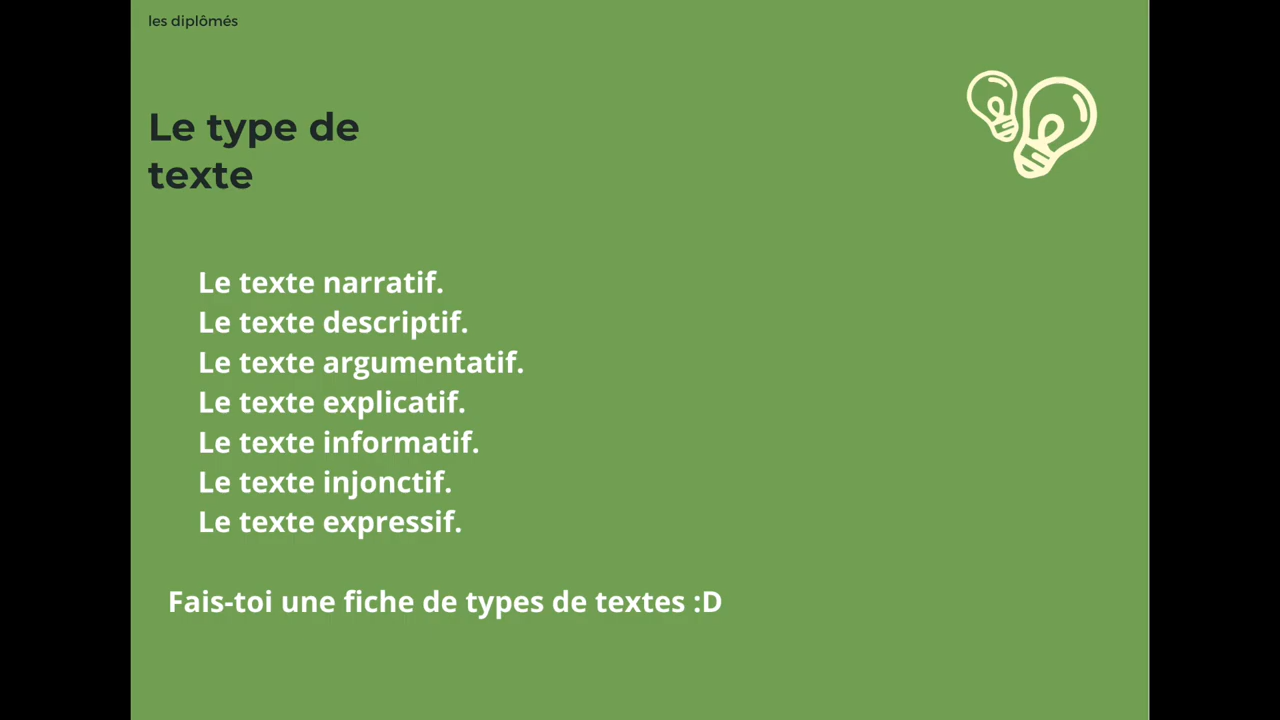 les diplômés
Le type de
texte
Le texte narratif.
Le texte descriptif.
Le texte argumentatif.
Le texte explicatif.
Le texte informatif.
Le texte injonctif.
Le texte expressif.
Fais-toi une fiche de types de textes :D